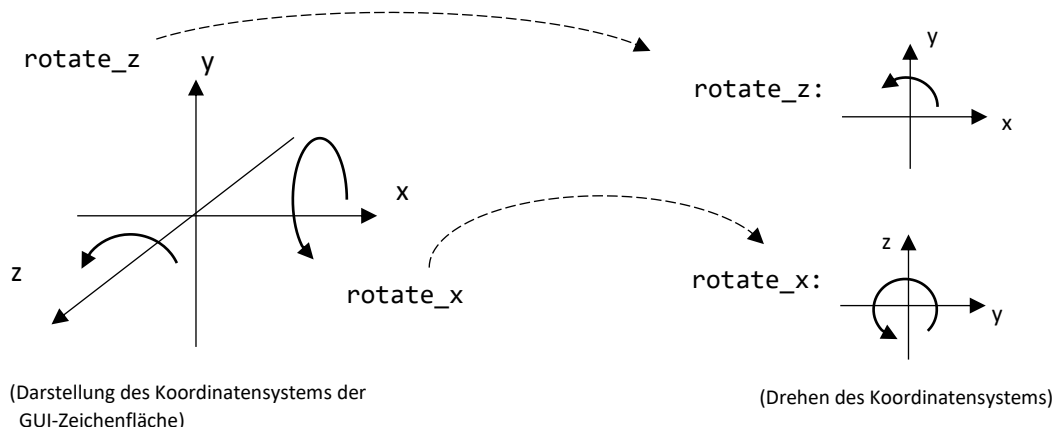 rotate_z
y
x
z
rotate_x
(Darstellung des Koordinatensystems der
GUI-Zeichenfläche)
rotate_z:
y
x
rotate_x:
z
y
(Drehen des Koordinatensystems)